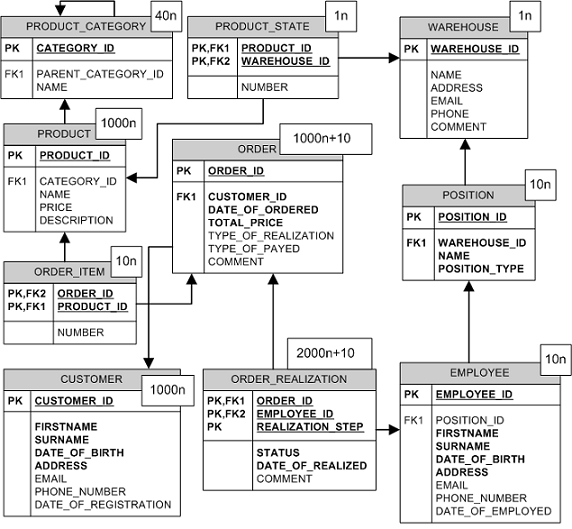 40n
PRODUCT_CATEGORY
PK CATEGORY_ID
FK1 PARENT_CATEGORY_ID
NAME
1n
PRODUCT_STATE
PK,FK1 PRODUCT_ID
PK,FK2 WAREHOUSE_ID
NUMBER
1n
WAREHOUSE
PK WAREHOUSE_ID
NAME
ADDRESS
EMAIL
PHONE
COMMENT
1000n
PRODUCT
PK PRODUCT_ID
FK1 CATEGORY_ID
NAME
PRICE
DESCRIPTION
1000n+10
ORDER
PK ORDER_ID
FK1 CUSTOMER_ID
DATE_OF_ORDERED
TOTAL_PRICE
TYPE_OF_REALIZATION
TYPE_OF_PAYED
COMMENT
10n
POSITION
PK POSITION_ID
FK1 WAREHOUSE_ID
NAME
POSITION_TYPE
10n
ORDER_ITEM
PK,FK2 ORDER_ID
PK,FK1 PRODUCT_ID
NUMBER
1000n
CUSTOMER
PK CUSTOMER_ID
FIRSTNAME
SURNAME
DATE_OF_BIRTH
ADDRESS
EMAIL
PHONE_NUMBER
DATE_OF_REGISTRATION
2000n+10
ORDER_REALIZATION
PK,FK1 ORDER_ID
PK,FK2 EMPLOYEE_ID
PK REALIZATION_STEP
STATUS
DATE_OF_REALIZED
COMMENT
10n
EMPLOYEE
PK EMPLOYEE_ID
FK1 POSITION_ID
FIRSTNAME
SURNAME
DATE_OF_BIRTH
ADDRESS
EMAIL
PHONE_NUMBER
DATE_OF_EMPLOYED